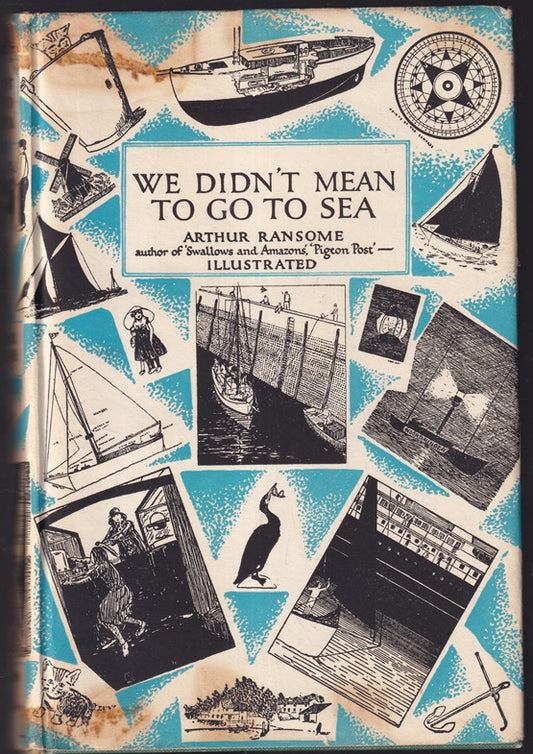 WE DIDN'T MEAN
TO GO TO SEA
ARTHUR RANSOME
author of 'Swallows and Amazons', 'Pigeon Post' —
ILLUSTRATED